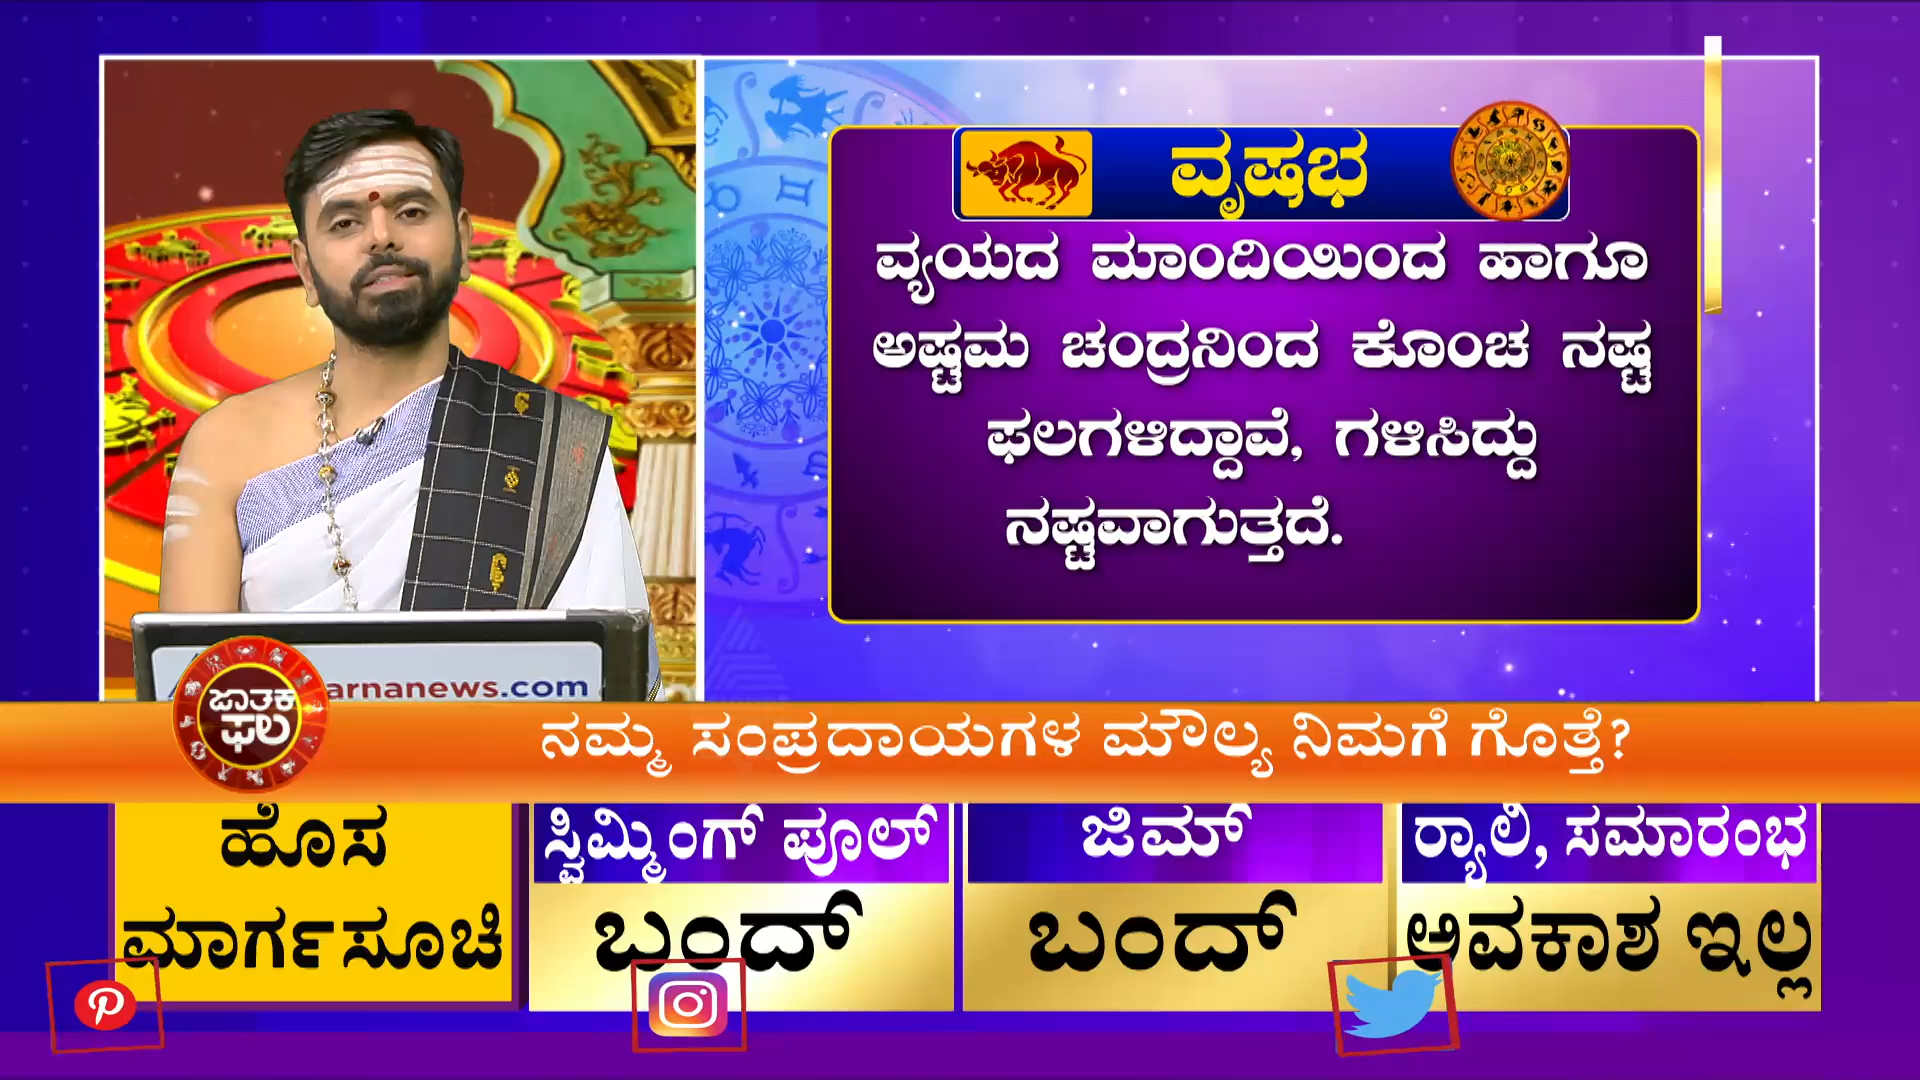 ವೃಷಭ
ವ್ಯಯದ ಮಾಂದಿಯಿಂದ ಹಾಗೂ
ಅಷ್ಟಮ ಚಂದ್ರನಿಂದ ಕೊಂಚ ನಷ್ಟ
ಫಲಗಳಿದ್ದಾವೆ, ಗಳಿಸಿದ್ದು
ನಷ್ಟವಾಗುತ್ತದೆ.
arnanews.com
ಜಾತಕ
ಫಲ
ನಮ್ಮ ಸಂಪ್ರದಾಯಗಳ ಮೌಲ್ಯ ನಿಮಗೆ ಗೊತ್ತೆ?
ಹೊಸ
ಮಾರ್ಗಸೂಚಿ
ಸ್ವಿಮ್ಮಿಂಗ್ ಪೂಲ್
ಬಂದ್
ಜಿಮ್
ಬಂದ್
ರ‍್ಯಾಲಿ, ಸಮಾರಂಭ
ಅವಕಾಶ ಇಲ್ಲ